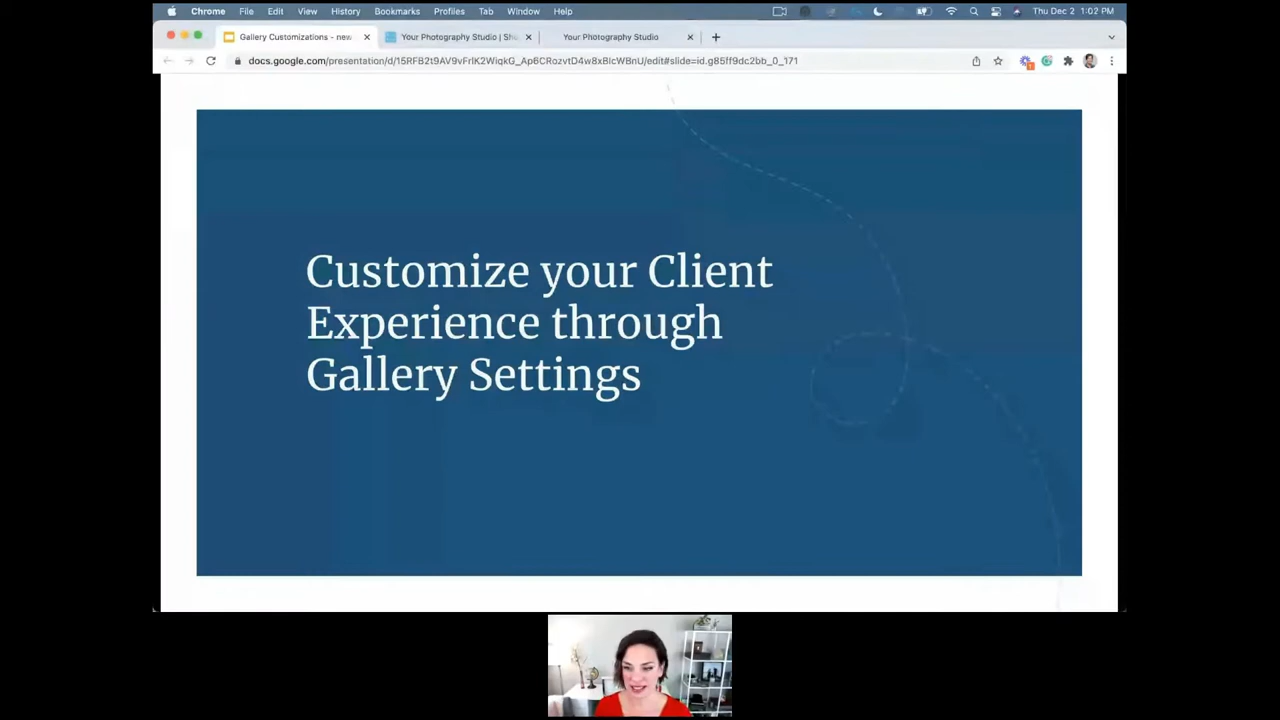 Chrome File Edit View History Bookmarks Profiles Tab Window Help Thu Dec 2 1:02 PM
Gallery Customizations - new Your Photography Studio | Sh Your Photography Studio
docs.google.com/presentation/d/15RFB2t9AV9vFrlK2WiqkG_Ap6CRozvtD4w8xBlcWBnU/edit#slide=id.g85ff9dc2bb_0_171
Customize your Client
Experience through
Gallery Settings